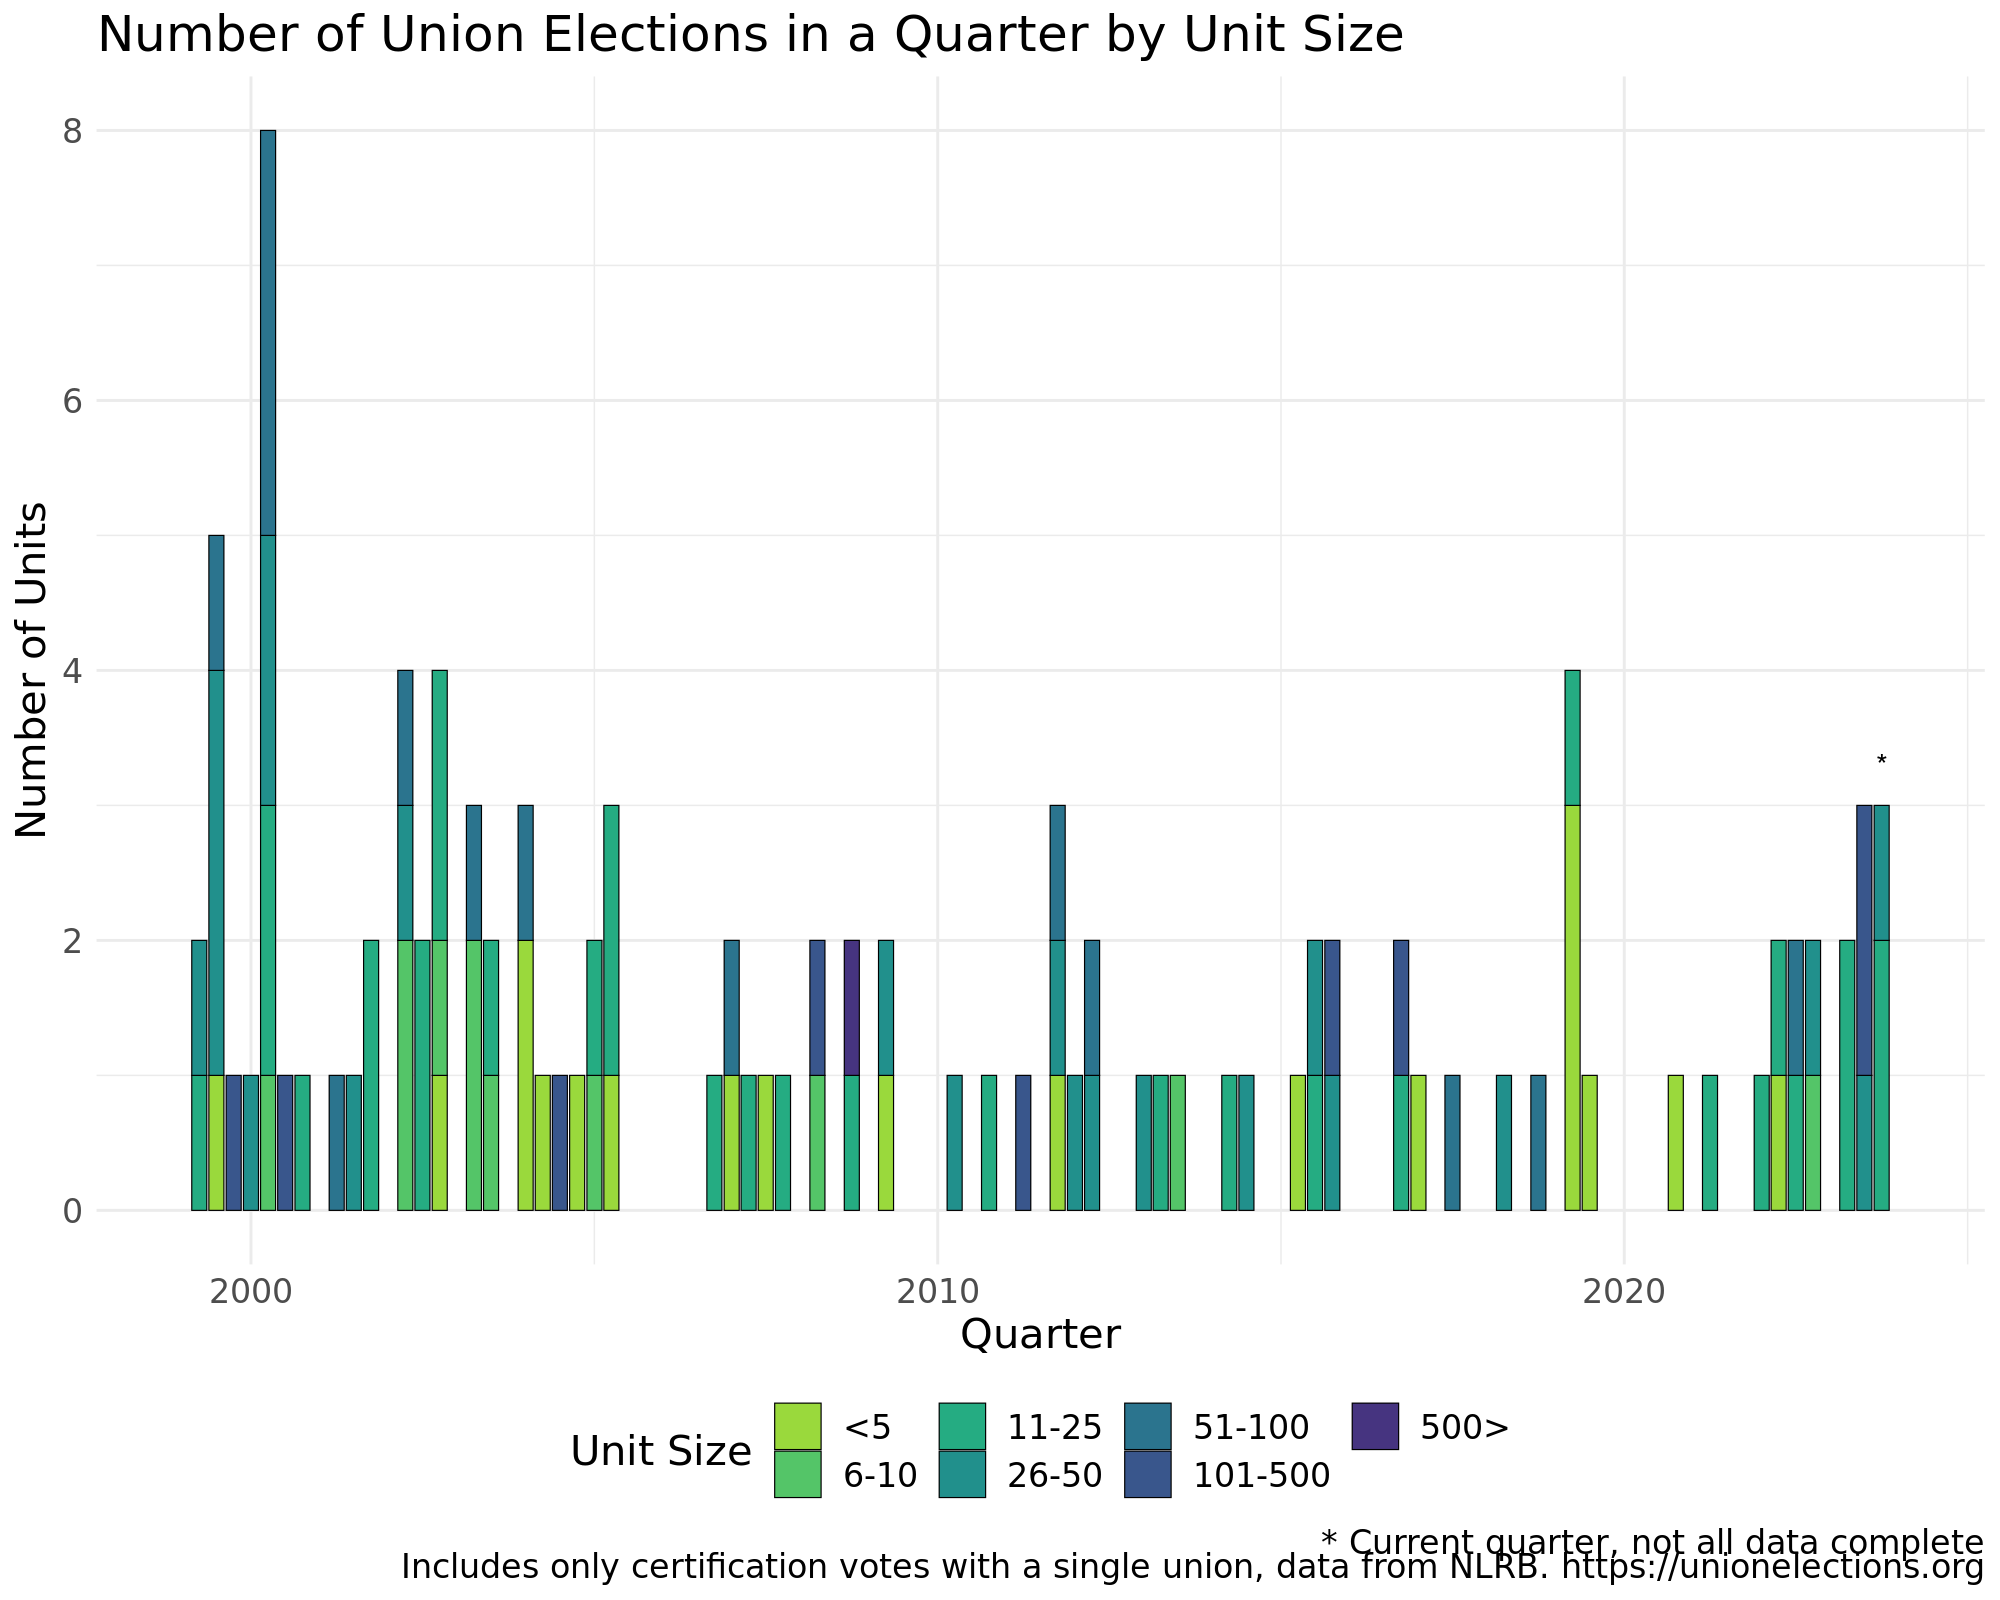 Number of Union Elections in a Quarter by Unit Size
Number of Units
8
6
4
2
0
*
2000 2010 2020
Quarter
Unit Size
<5 11-25 51-100 500>
6-10 26-50 101-500
* Current quarter, not all data complete
Includes only certification votes with a single union, data from NLRB. https://unionelections.org